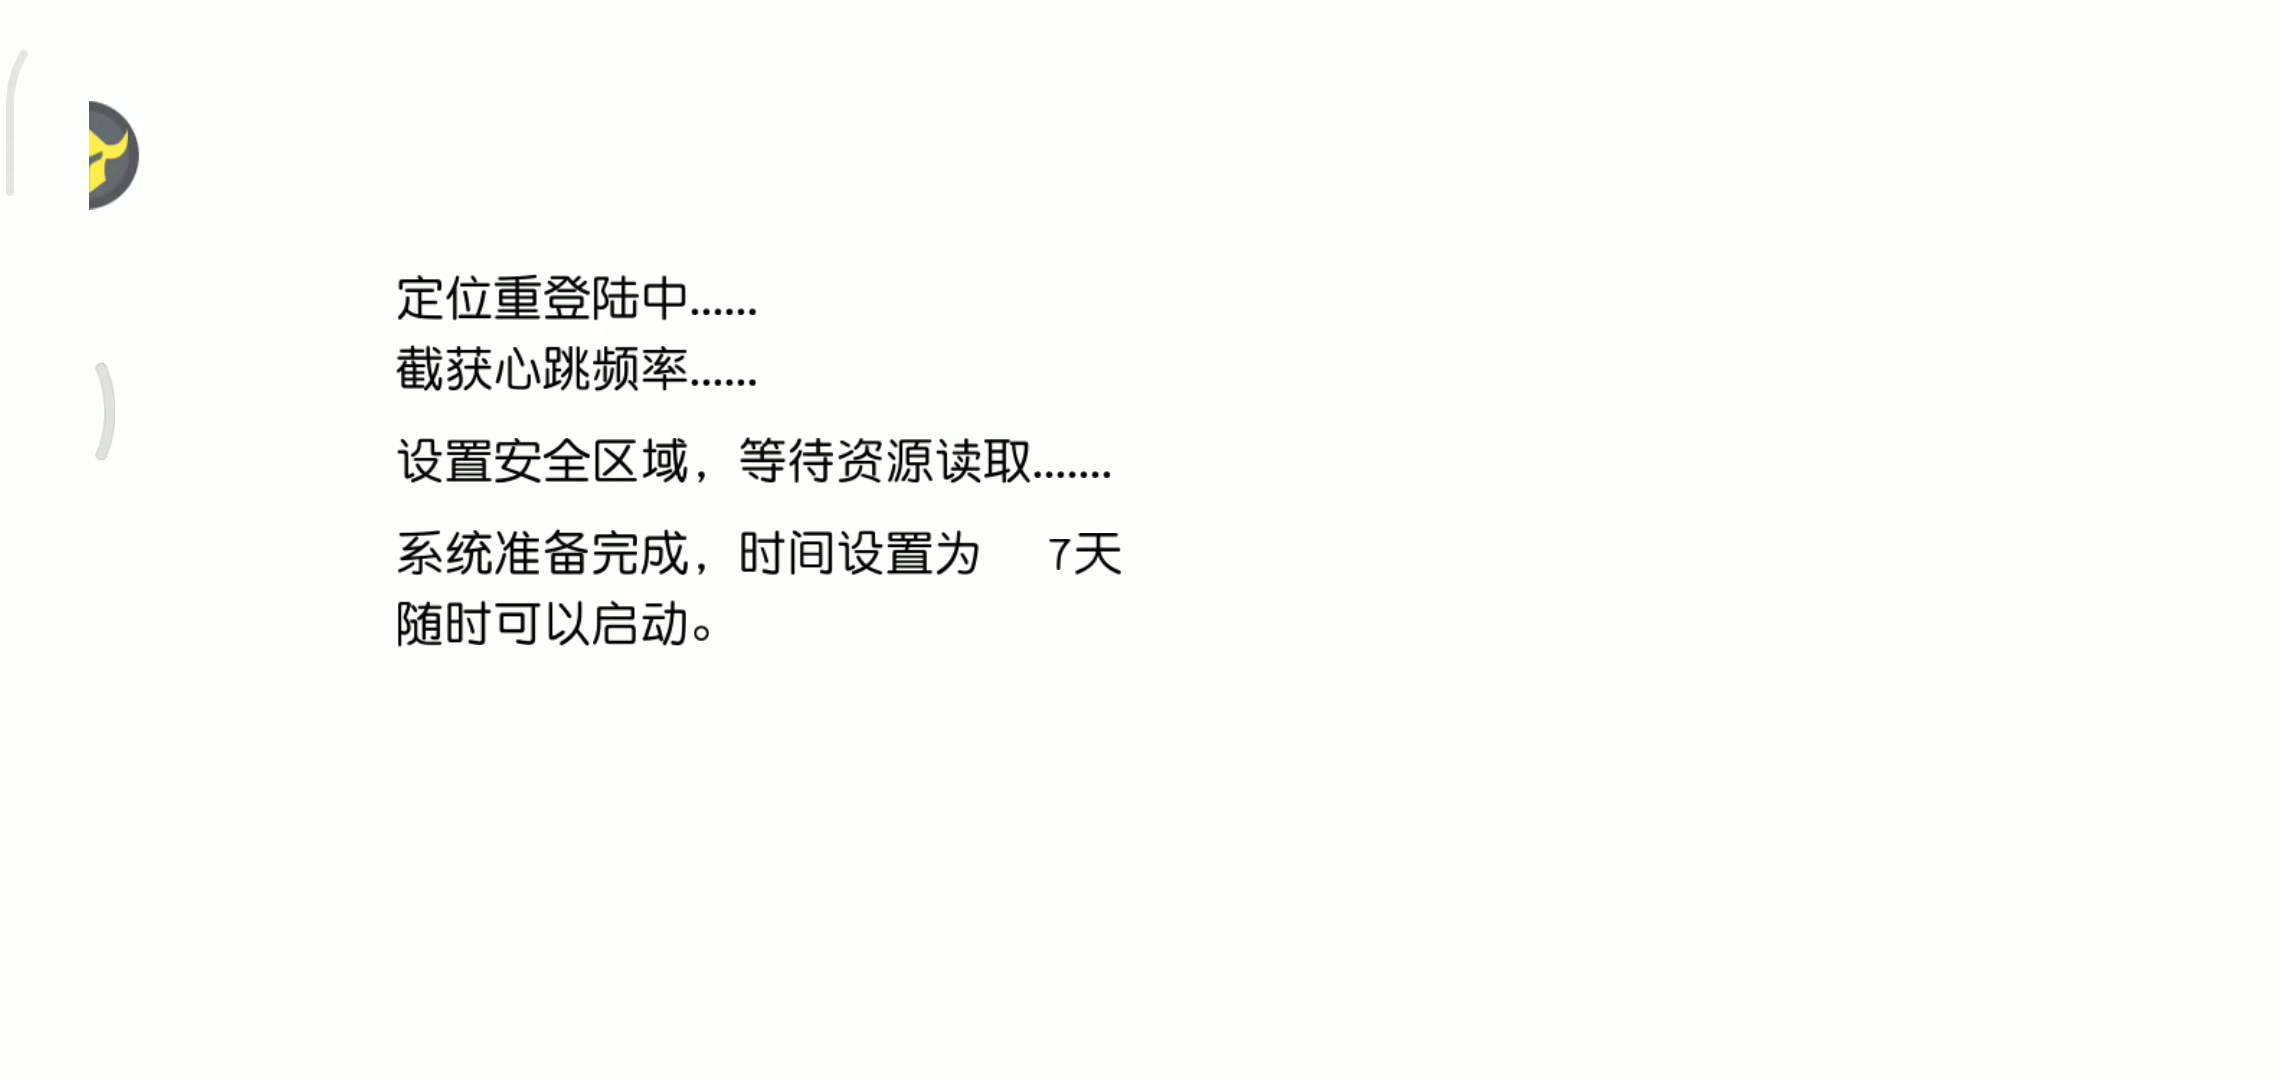 定位重登陆中......
截获心跳频率......
设置安全区域，等待资源读取.......
系统准备完成，时间设置为 7天
随时可以启动。